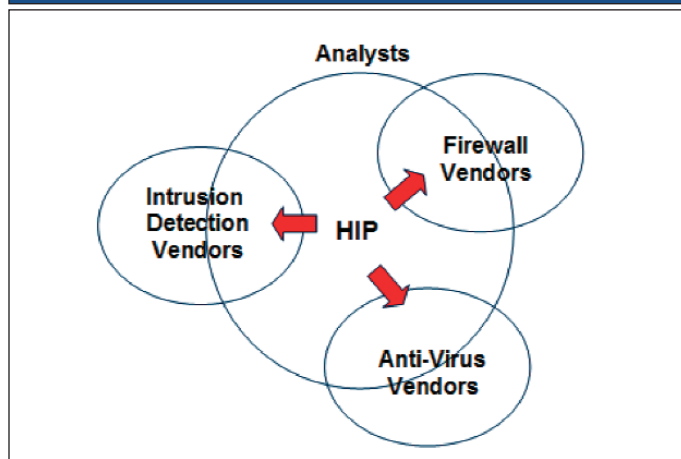 Analysts
Firewall
Vendors
Intrusion
Detection
Vendors
HIP
Anti-Virus
Vendors